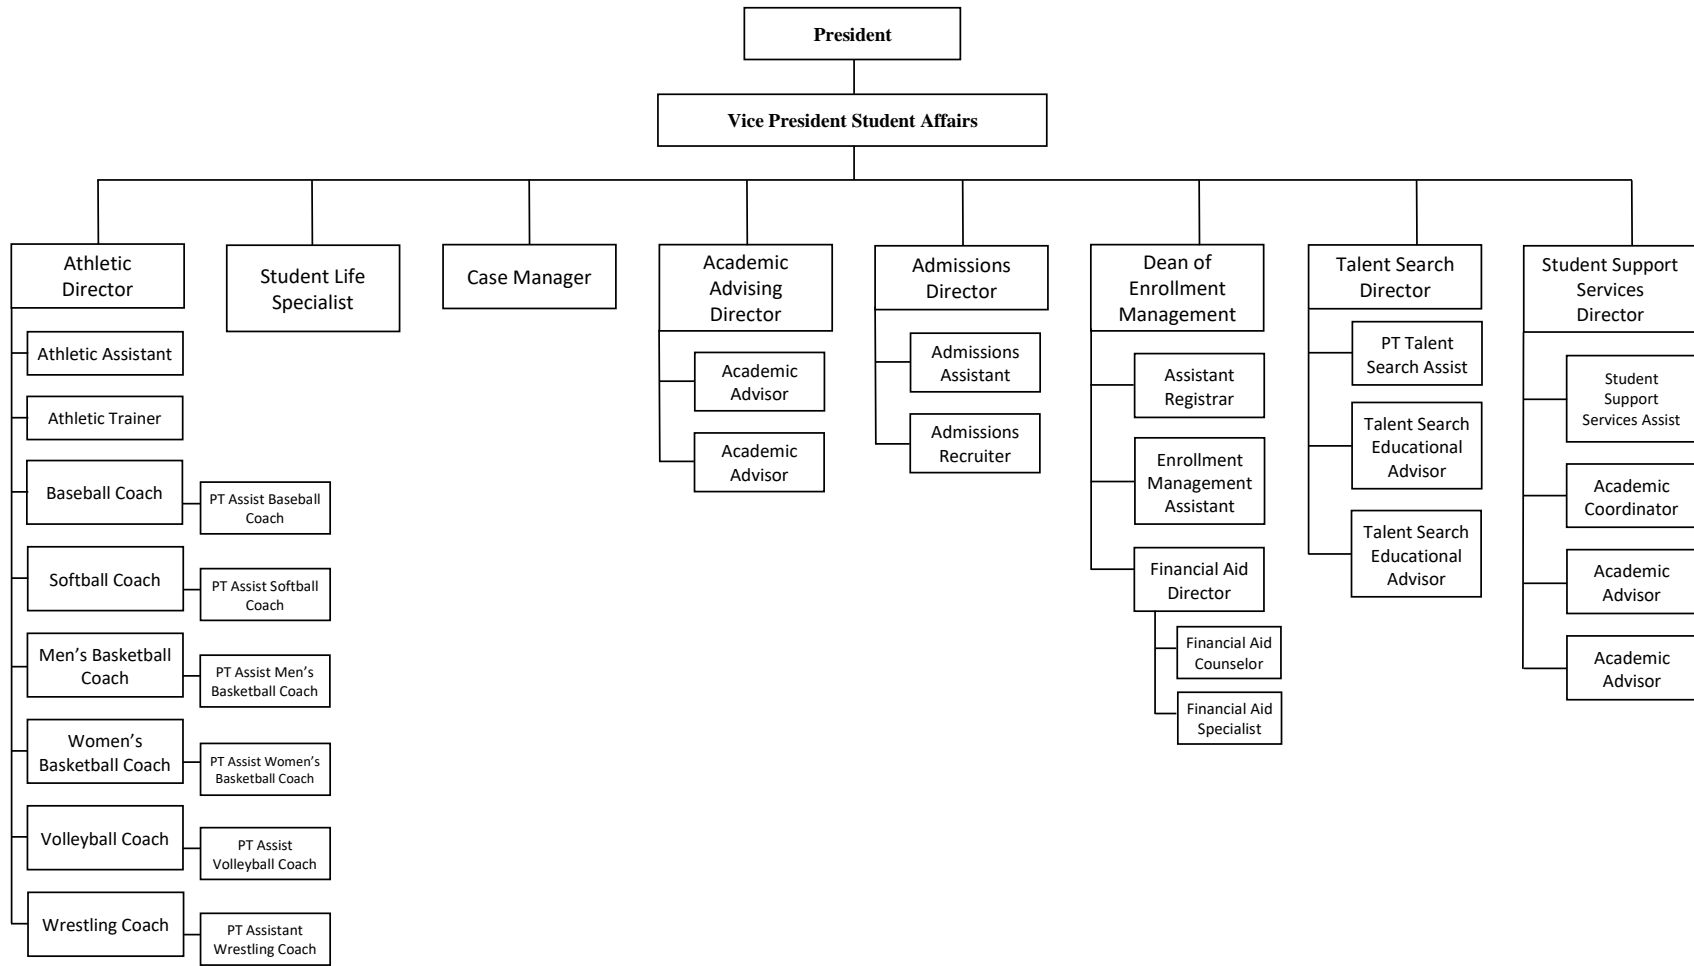 President
Vice President Student Affairs
Athletic
Director
Student Life
Specialist
Case Manager
Academic
Advising
Director
Admissions
Director
Dean of
Enrollment
Management
Talent Search
Director
Student Support
Services
Director
Athletic Assistant
Athletic Trainer
Baseball Coach
PT Assist Baseball
Coach
Softball Coach
PT Assist Softball
Coach
Men’s Basketball
Coach
PT Assist Men’s
Basketball Coach
Women’s
Basketball Coach
PT Assist Women’s
Basketball Coach
Volleyball Coach
PT Assist
Volleyball Coach
Wrestling Coach
PT Assistant
Wrestling Coach
Academic
Advisor
Academic
Advisor
Admissions
Assistant
Admissions
Recruiter
Assistant
Registrar
Enrollment
Management
Assistant
Financial Aid
Director
Financial Aid
Counselor
Financial Aid
Specialist
PT Talent
Search Assist
Talent Search
Educational
Advisor
Talent Search
Educational
Advisor
Student
Support
Services Assist
Academic
Coordinator
Academic
Advisor
Academic
Advisor